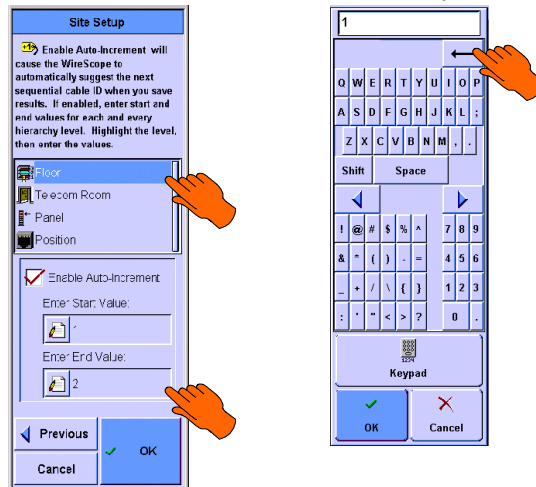 Site Setup
Enable Auto-Increment will
cause the WireScope to
automatically suggest the next
sequential cable ID when you save
results. If enabled, enter start and
end values for each and every
hierarchy level. Highlight the level,
then enter the values.
Floor
Telecom Room
Panel
Position
Enable Auto-Increment
Enter Start Value:
1
Enter End Value:
2
Previous
OK
Cancel
1
Q W E R T Y U I O P
A S D F G H J K L ;
Z X C V B N M , .
Shift Space
! @ # $ % ^ 7 8 9
& * ( ) - = 4 5 6
_ + / \ { } 1 2 3
: ' " < > ? 0 .
1234
Keypad
OK Cancel